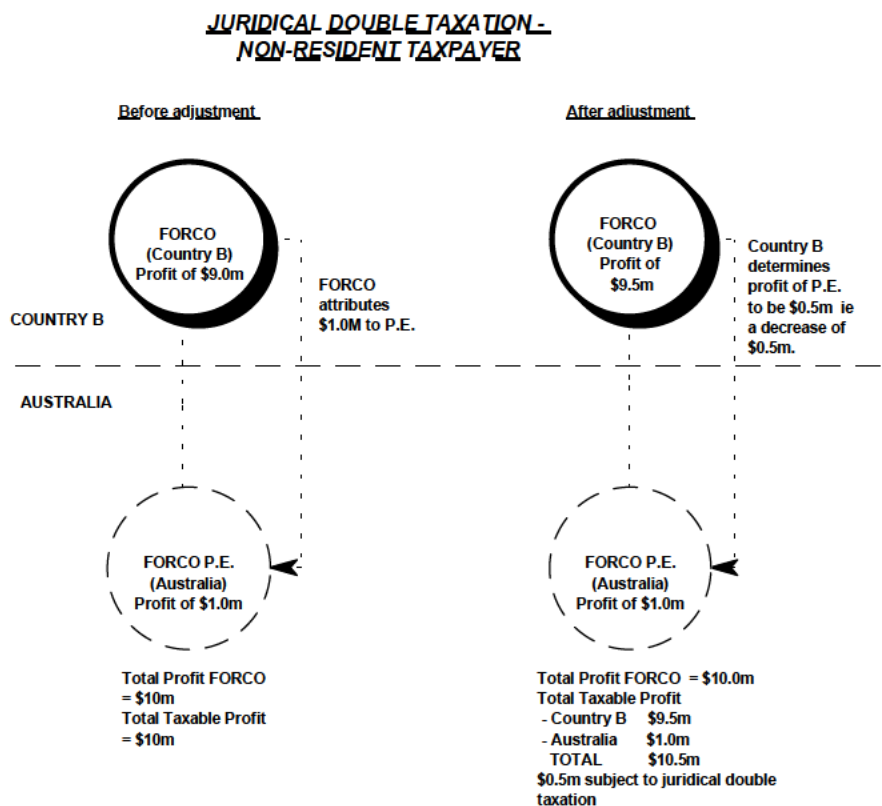 JURIDICAL DOUBLE TAXATION -
NON-RESIDENT TAXPAYER
Before adjustment
FORCO
(Country B)
Profit of $9.0m
FORCO
attributes
$1.0M to P.E.
COUNTRY B
AUSTRALIA
FORCO P.E.
(Australia)
Profit of $1.0m
Total Profit FORCO
= $10m
Total Taxable Profit
= $10m
After adjustment
FORCO
(Country B)
Profit of
$9.5m
Country B
determines
profit of P.E.
to be $0.5m ie
a decrease of
$0.5m.
FORCO P.E.
(Australia)
Profit of $1.0m
Total Profit FORCO = $10.0m
Total Taxable Profit
- Country B $9.5m
- Australia $1.0m
TOTAL $10.5m
$0.5m subject to juridical double
taxation